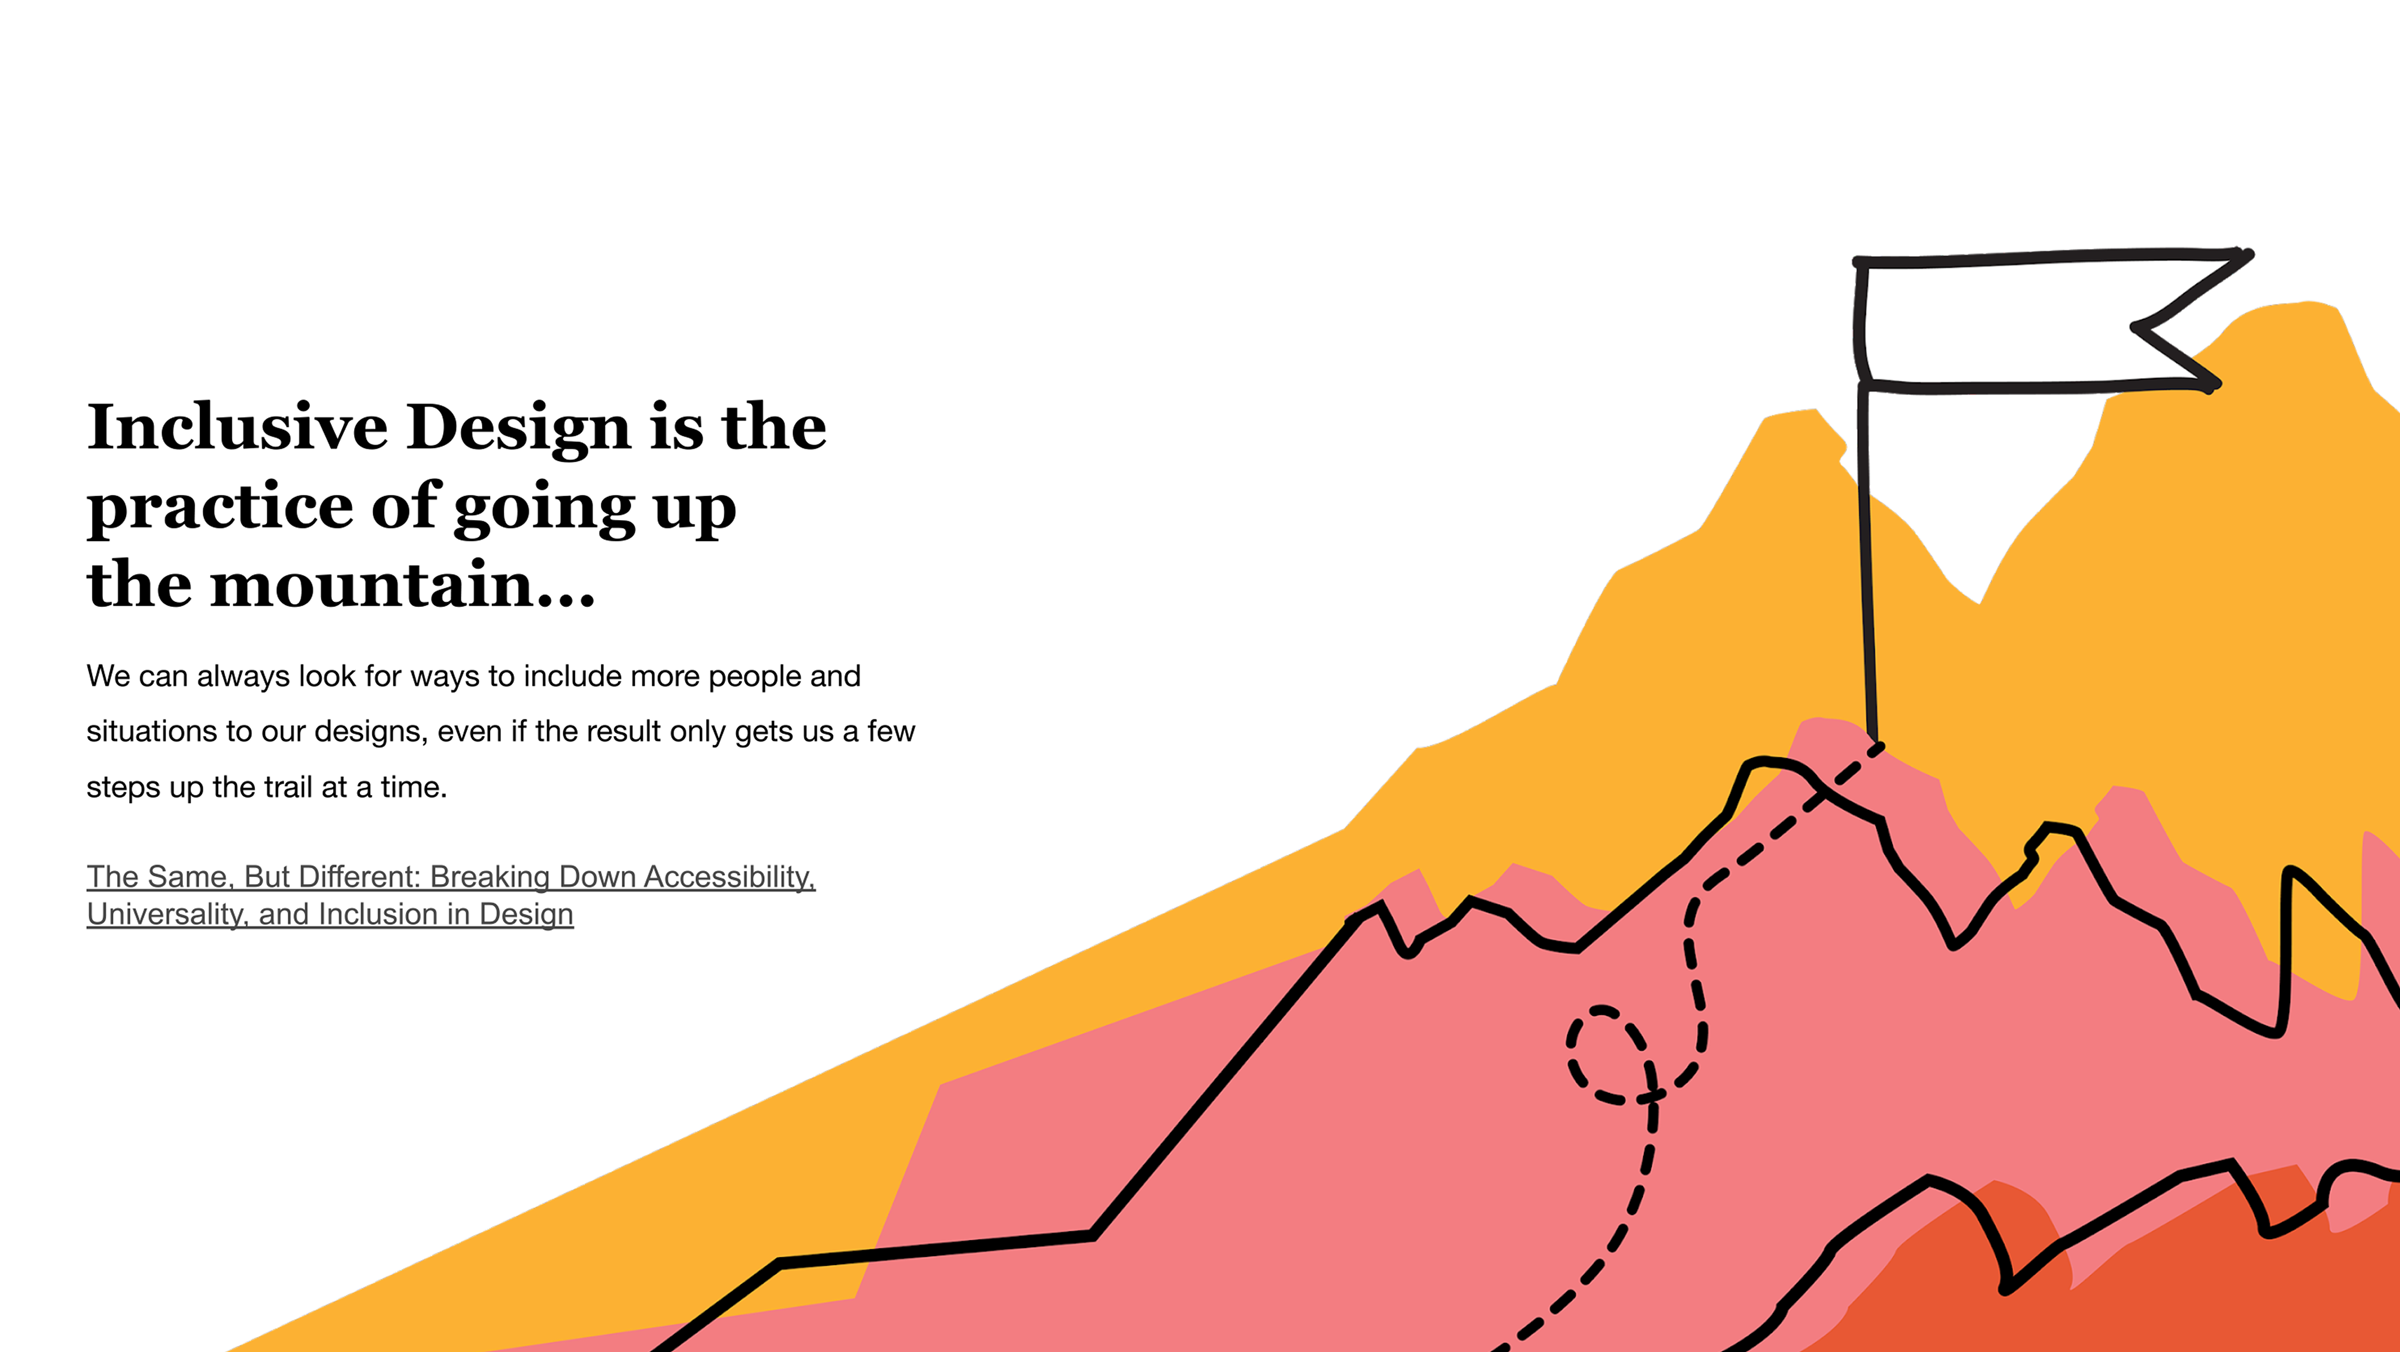 Inclusive Design is the
practice of going up
the mountain...
We can always look for ways to include more people and
situations to our designs, even if the result only gets us a few
steps up the trail at a time.
The Same, But Different: Breaking Down Accessibility,
Universality, and Inclusion in Design